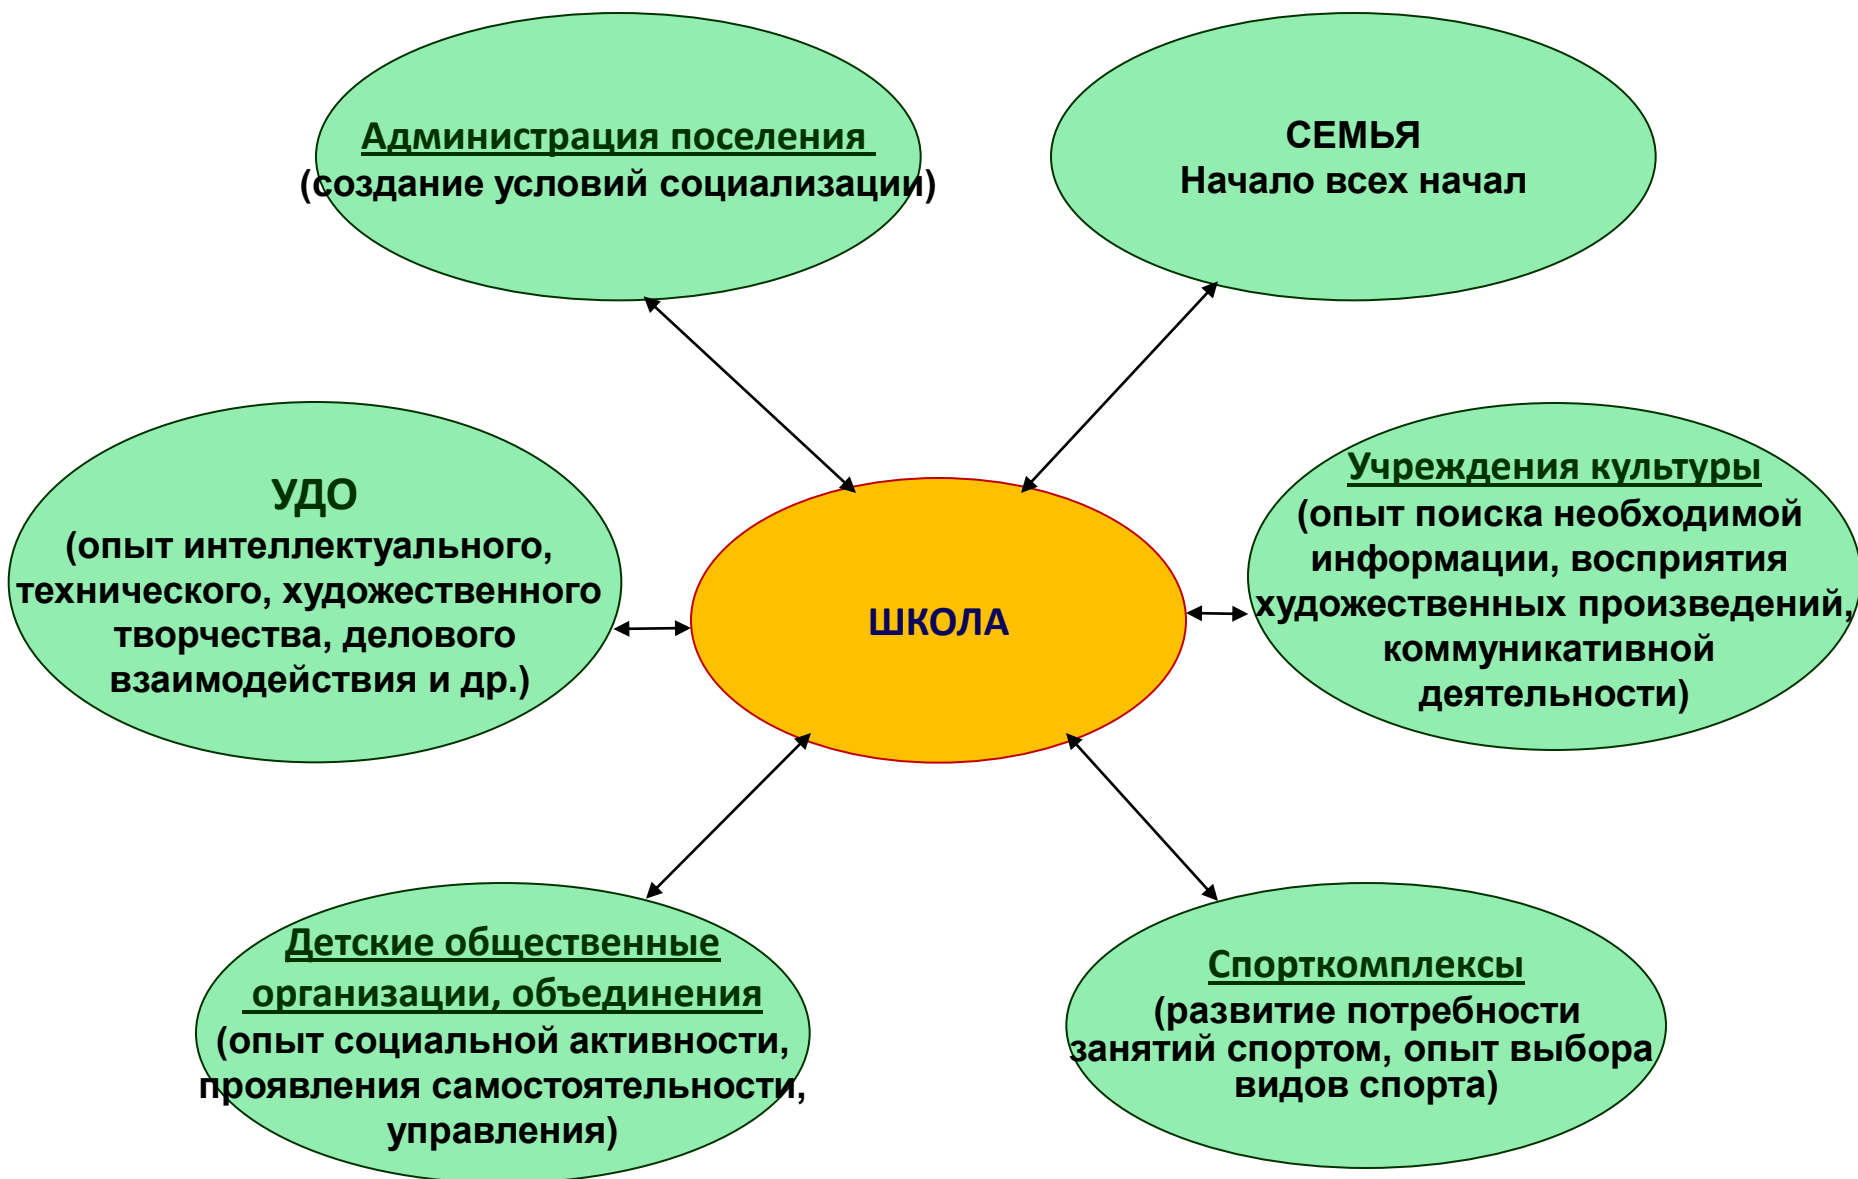 Администрация поселения
(создание условий социализации)
СЕМЬЯ
Начало всех начал
УДО
(опыт интеллектуального,
технического, художественного
творчества, делового
взаимодействия и др.)
ШКОЛА
Учреждения культуры
(опыт поиска необходимой
информации, восприятия
художественных произведений,
коммуникативной
деятельности)
Детские общественные
организации, объединения
(опыт социальной активности,
проявления самостоятельности,
управления)
Спорткомплексы
(развитие потребности
занятий спортом, опыт выбора
видов спорта)